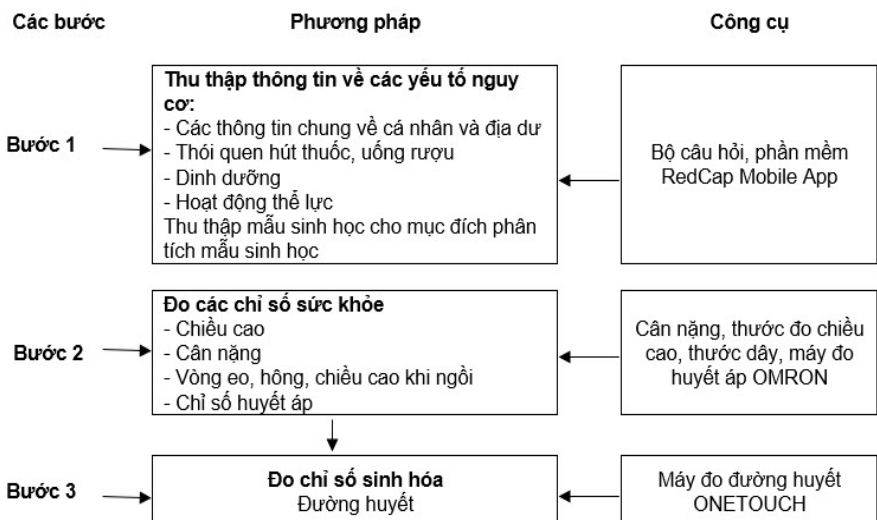 Các bước Phương pháp Công cụ
Bước 1
Thu thập thông tin về các yếu tố nguy
cơ:
- Các thông tin chung về cá nhân và địa dư
- Thói quen hút thuốc, uống rượu
- Dinh dưỡng
- Hoạt động thể lực
Thu thập mẫu sinh học cho mục đích phân
tích mẫu sinh học
Bộ câu hỏi, phần mềm
RedCap Mobile App
Bước 2
Đo các chỉ số sức khỏe
- Chiều cao
- Cân nặng
- Vòng eo, hông, chiều cao khi ngồi
- Chỉ số huyết áp
Cân nặng, thước đo chiều
cao, thước dây, máy đo
huyết áp OMRON
Bước 3
Đo chỉ số sinh hóa
Đường huyết
Máy đo đường huyết
ONETOUCH